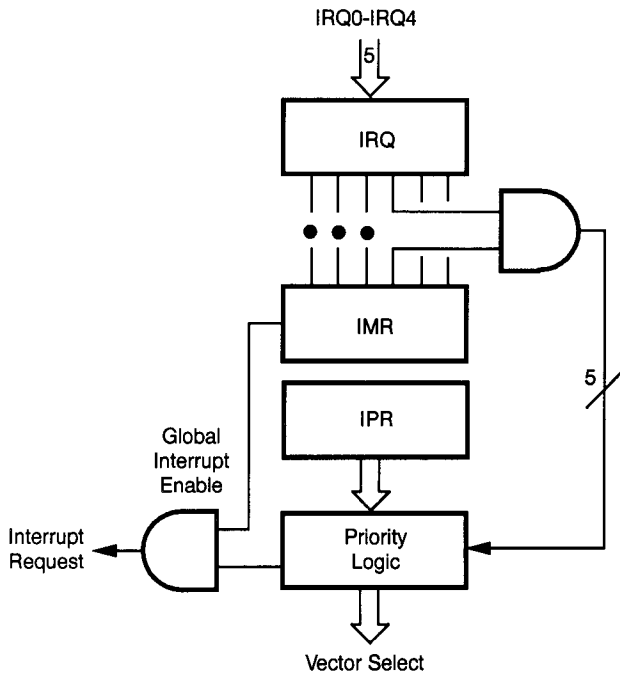 IRQ0-IRQ4
5
IRQ
IMR
5
IPR
Global
Interrupt
Enable
Interrupt
Request
Priority
Logic
Vector Select